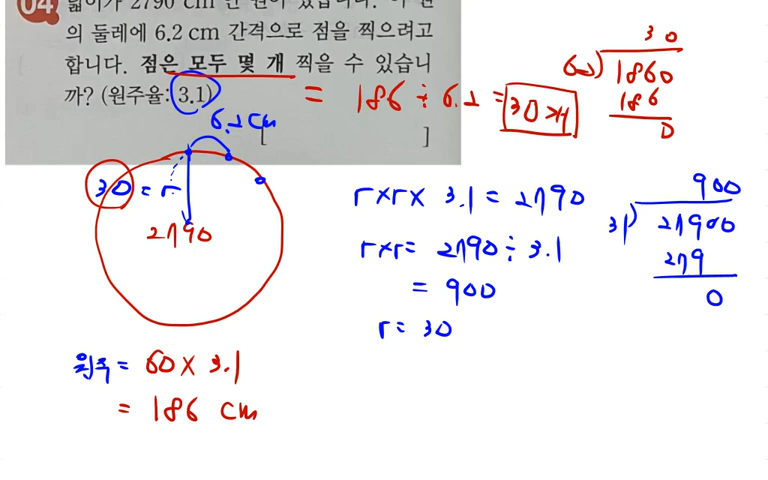 04
넓이가 2790 cm² 인 원이 있습니다. 이 원
의 둘레에 6.2 cm 간격으로 점을 찍으려고
합니다. 점은 모두 몇 개 찍을 수 있습니
까? (원주율: 3.1)
[ ]
= 186 ÷ 6.2 = 30개
30
62) 1860
186
0
6.2 cm
30 = r
2790
r×r× 3.1 = 2790
r×r= 2790 ÷ 3.1
= 900
r = 30
900
31) 27900
279
0
원주 = 60 × 3.1
= 186 cm